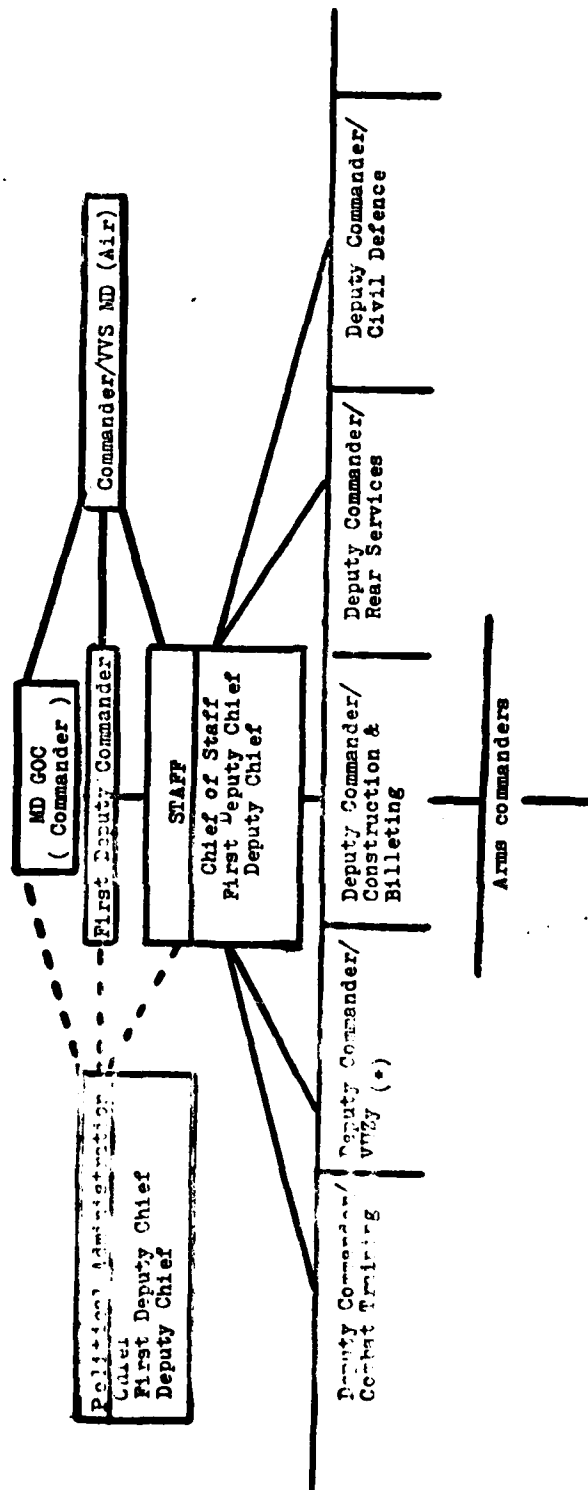 MD GOC
( Commander )
First Deputy Commander
Commander/VVS MD (Air)
Political Administration
Chief
First Deputy Chief
Deputy Chief
STAFF
Chief of Staff
First Deputy Chief
Deputy Chief
Deputy Commander/
Combat Training
Deputy Commander/
VUZy (*)
Deputy Commander/
Construction &
Billeting
Deputy Commander/
Rear Services
Deputy Commander/
Civil Defence
Arms commanders